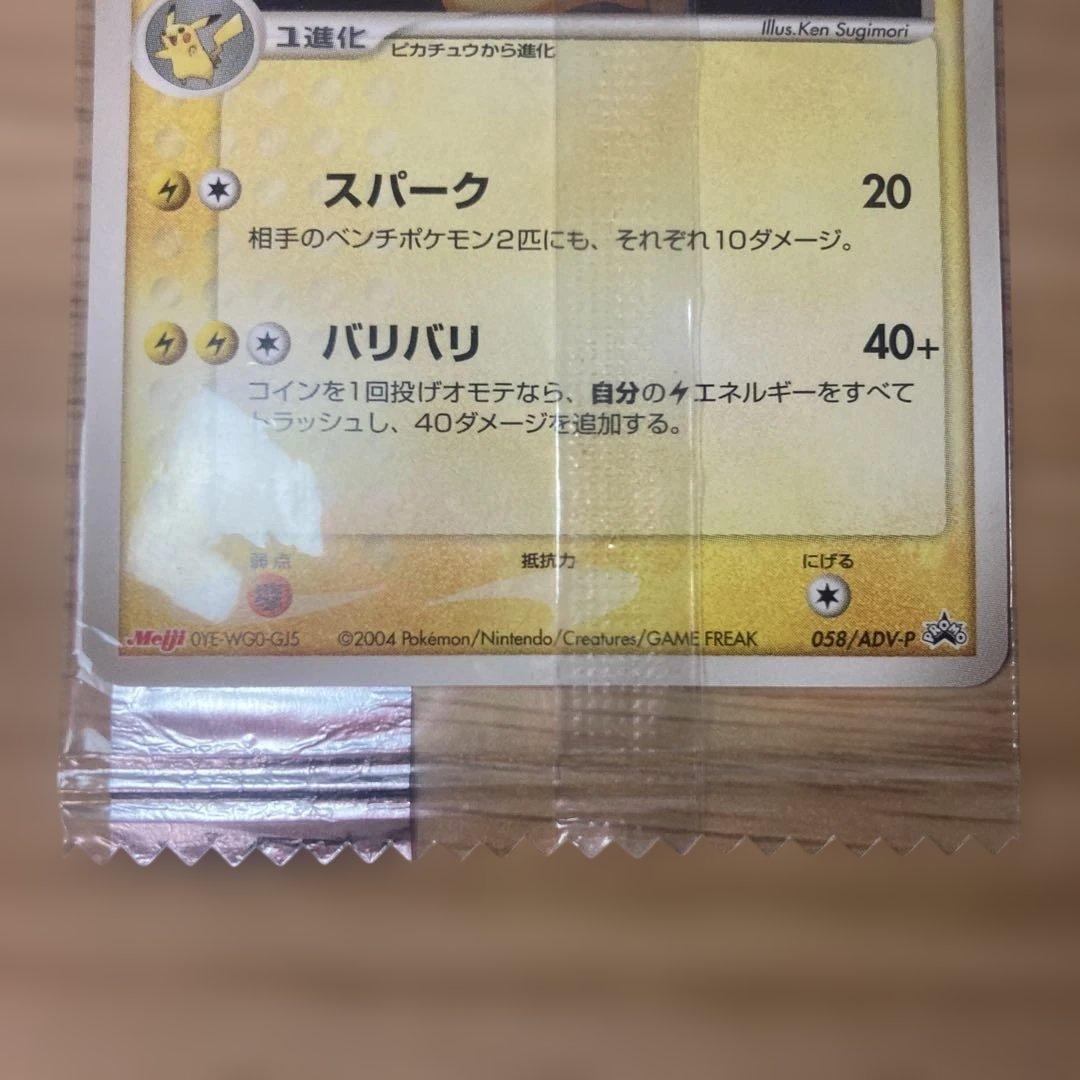 1進化
ピカチュウから進化
Illus.Ken Sugimori
スパーク 20
相手のベンチポケモン2匹にも、それぞれ10ダメージ。
バリバリ 40+
コインを1回投げオモテなら、自分のエネルギーをすべて
トラッシュし、40ダメージを追加する。
弱点 抵抗力 にげる
Meiji 0YE-WG0-GJ5 ©2004 Pokémon/Nintendo/Creatures/GAME FREAK 058/ADV-P PROMO